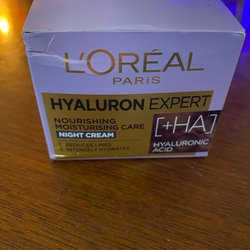 L'ORÉAL
PARIS
HYALURON EXPERT
NOURISHING
MOISTURISING CARE
NIGHT CREAM
1. REDUCES LINES
2. INTENSELY HYDRATES
[+HA]
HYALURONIC
ACID